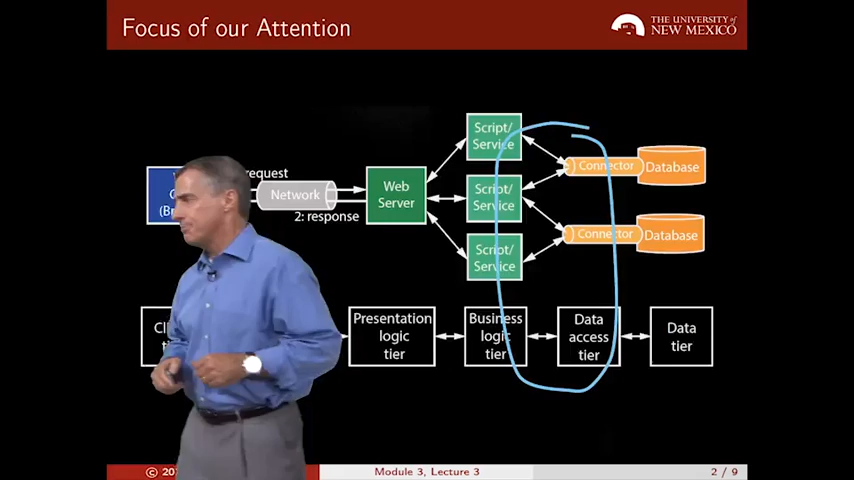 Focus of our Attention
THE UNIVERSITY of
NEW MEXICO
request
Network
2: response
(Br
Web
Server
Script/
Service
Script/
Service
Script/
Service
Connector
Database
Connector
Database
Presentation
logic
tier
Business
logic
tier
Data
access
tier
Data
tier
Module 3, Lecture 3
2 / 9